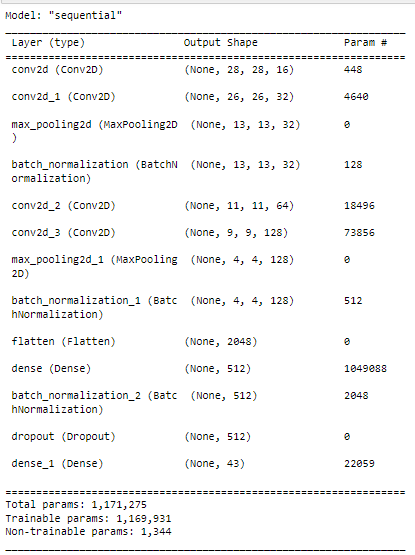 Model: "sequential"
Layer (type) Output Shape Param #
conv2d (Conv2D) (None, 28, 28, 16) 448
conv2d_1 (Conv2D) (None, 26, 26, 32) 4640
max_pooling2d (MaxPooling2D (None, 13, 13, 32) 0
)
batch_normalization (BatchN (None, 13, 13, 32) 128
ormalization)
conv2d_2 (Conv2D) (None, 11, 11, 64) 18496
conv2d_3 (Conv2D) (None, 9, 9, 128) 73856
max_pooling2d_1 (MaxPooling (None, 4, 4, 128) 0
2D)
batch_normalization_1 (Batc (None, 4, 4, 128) 512
hNormalization)
flatten (Flatten) (None, 2048) 0
dense (Dense) (None, 512) 1049088
batch_normalization_2 (Batc (None, 512) 2048
hNormalization)
dropout (Dropout) (None, 512) 0
dense_1 (Dense) (None, 43) 22059
Total params: 1,171,275
Trainable params: 1,169,931
Non-trainable params: 1,344